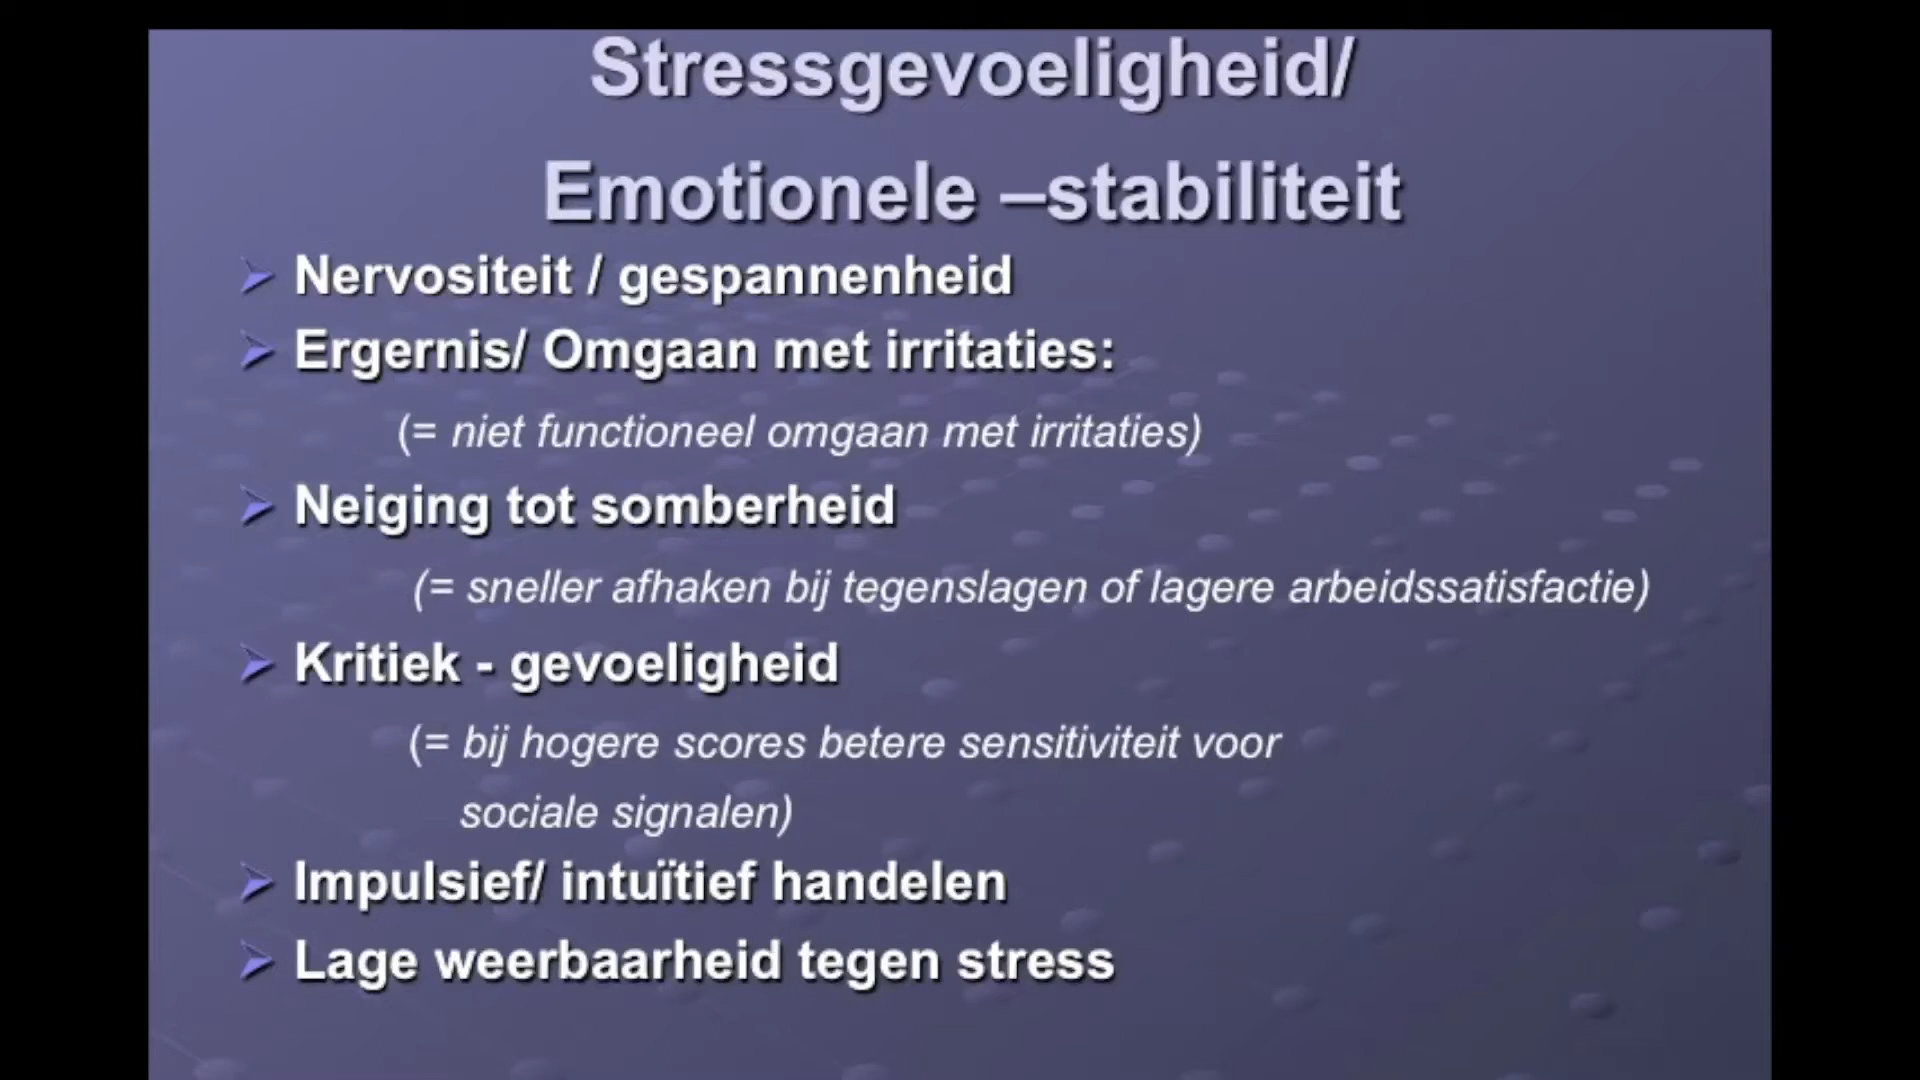 Stressgevoeligheid/
Emotionele –stabiliteit
Nervositeit / gespannenheid
Ergernis/ Omgaan met irritaties:
(= niet functioneel omgaan met irritaties)
Neiging tot somberheid
(= sneller afhaken bij tegenslagen of lagere arbeidssatisfactie)
Kritiek - gevoeligheid
(= bij hogere scores betere sensitiviteit voor
sociale signalen)
Impulsief/ intuïtief handelen
Lage weerbaarheid tegen stress